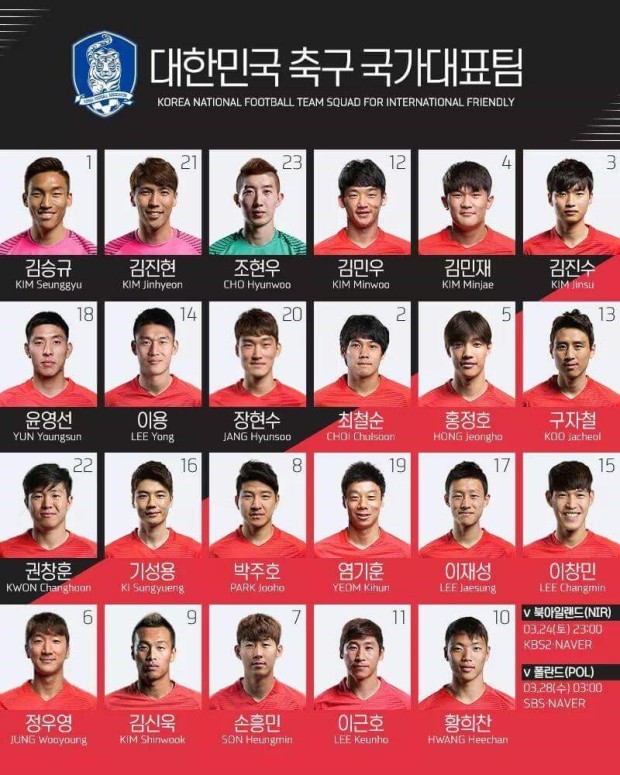 대한민국 축구 국가대표팀
KOREA NATIONAL FOOTBALL TEAM SQUAD FOR INTERNATIONAL FRIENDLY
1 21 23 12 4 3
김승규 김진현 조현우 김민우 김민재 김진수
KIM Seunggyu KIM Jinhyeon CHO Hyunwoo KIM Minwoo KIM Minjae KIM Jinsu
18 14 20 2 5 13
윤영선 이용 장현수 최철순 홍정호 구자철
YUN Youngsun LEE Yong JANG Hyunsoo CHOI Chulsoon HONG Jeongho KOO Jacheol
22 16 8 19 17 15
권창훈 기성용 박주호 염기훈 이재성 이창민
KWON Changhoon KI Sungyueng PARK Jooho YEOM Kihun LEE Jaesung LEE Changmin
6 9 7 11 10
정우영 김신욱 손흥민 이근호 황희찬
JUNG Wooyoung KIM Shinwook SON Heungmin LEE Keunho HWANG Heechan
v 북아일랜드(NIR)
03.24(토) 23:00
KBS2·NAVER
v 폴란드(POL)
03.28(수) 03:00
SBS·NAVER